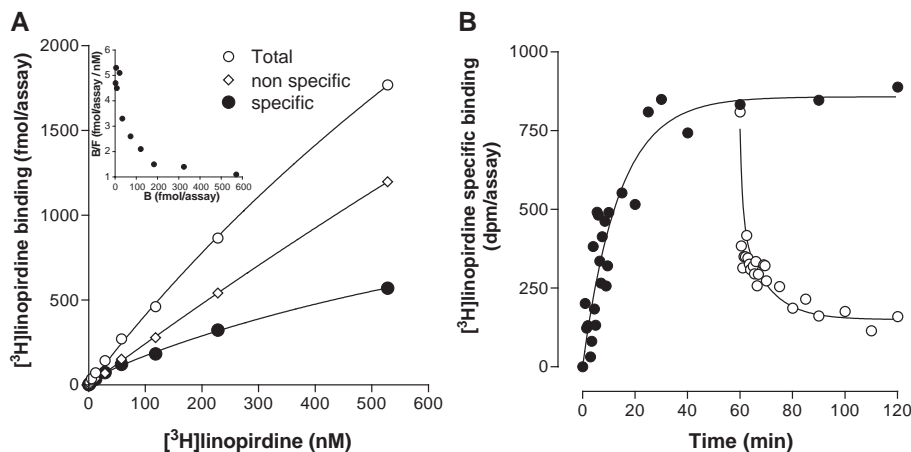 A
[³H]linopirdine binding (fmol/assay)
2000
1500
1000
500
0
0 100 200 300 400 500 600
[³H]linopirdine (nM)
B/F (fmol/assay / nM)
6
5
4
3
2
1
0 100 200 300 400 500 600
B (fmol/assay)
Total
non specific
specific
B
[³H]linopirdine specific binding
(dpm/assay)
1000
750
500
250
0
0 20 40 60 80 100 120
Time (min)